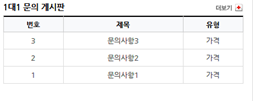 1대1 문의 게시판 더보기
번호 제목 유형
3 문의사항3 가격
2 문의사항2 가격
1 문의사항1 가격